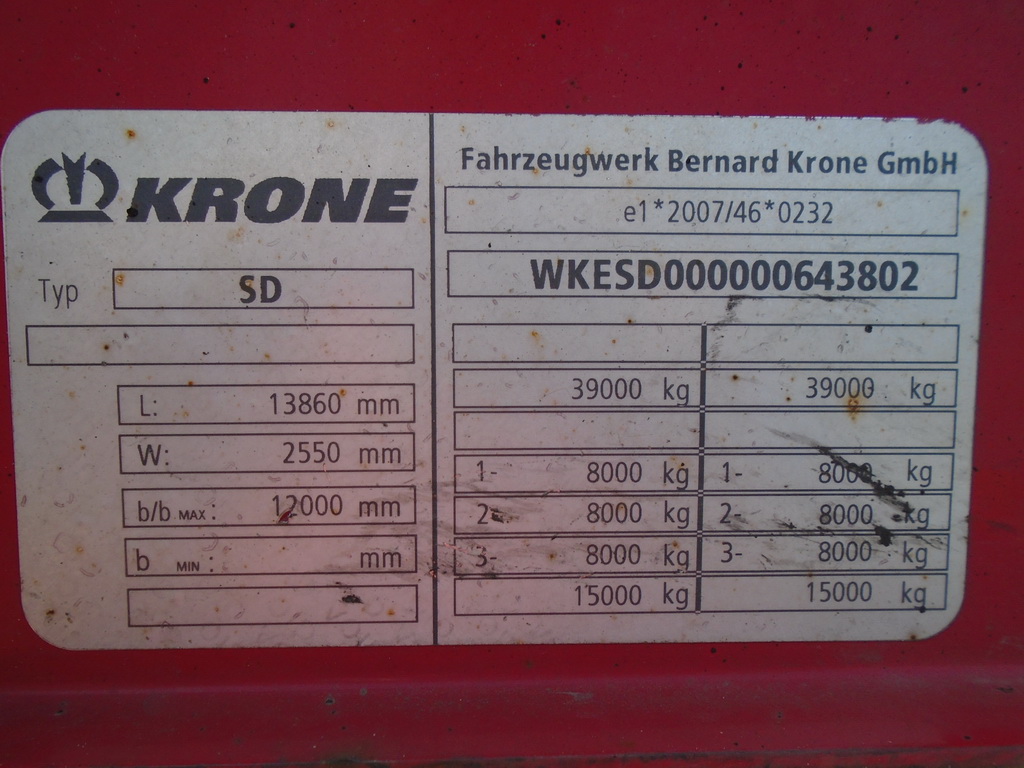 KRONE
Typ SD
L: 13860 mm
W: 2550 mm
b/b MAX: 12000 mm
b MIN: mm
Fahrzeugwerk Bernard Krone GmbH
e1*2007/46*0232
WKESD000000643802
39000 kg 39000 kg
1- 8000 kg 1- 8000 kg
2- 8000 kg 2- 8000 kg
3- 8000 kg 3- 8000 kg
15000 kg 15000 kg